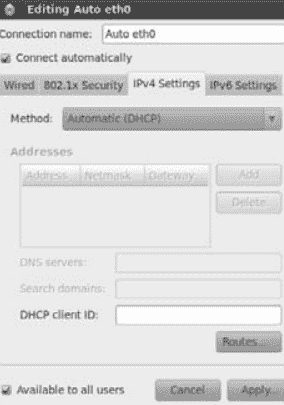 Editing Auto eth0
Connection name: Auto eth0
Connect automatically
Wired 802.1x Security IPv4 Settings IPv6 Settings
Method: Automatic (DHCP)
Addresses
Address Netmask Gateway Add
Delete
DNS servers:
Search domains:
DHCP client ID:
Routes...
Available to all users Cancel Apply